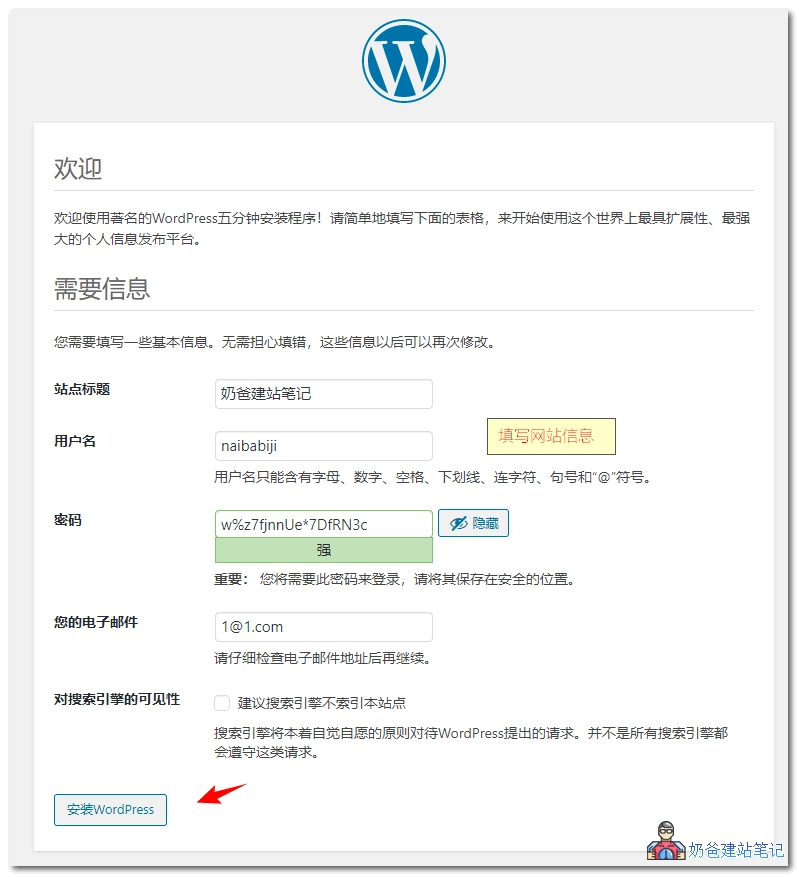 欢迎
欢迎使用著名的WordPress五分钟安装程序！请简单地填写下面的表格，来开始使用这个世界上最具扩展性、最强
大的个人信息发布平台。
需要信息
您需要填写一些基本信息。无需担心填错，这些信息以后可以再次修改。
站点标题
奶爸建站笔记
填写网站信息
用户名
naibabiji
用户名只能含有字母、数字、空格、下划线、连字符、句号和“@”符号。
密码
w%z7fjnnUe*7DfRN3c
隐藏
强
重要： 您将需要此密码来登录，请将其保存在安全的位置。
您的电子邮件
1@1.com
请仔细检查电子邮件地址后再继续。
对搜索引擎的可见性
建议搜索引擎不索引本站点
搜索引擎将本着自觉自愿的原则对待WordPress提出的请求。并不是所有搜索引擎都
会遵守这类请求。
安装WordPress
奶爸建站笔记